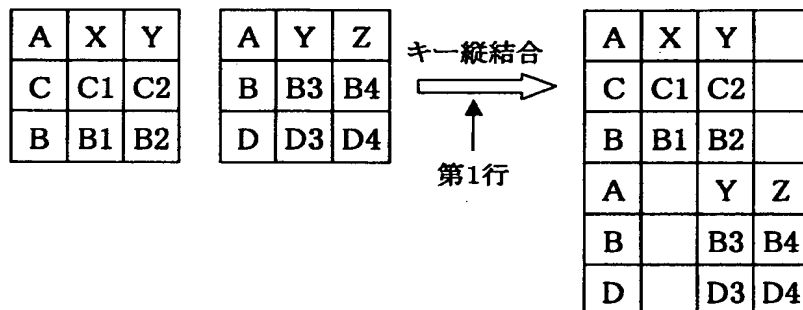 A X Y
C C1 C2
B B1 B2
A Y Z
B B3 B4
D D3 D4
キー縦結合
第1行
A X Y
C C1 C2
B B1 B2
A Y Z
B B3 B4
D D3 D4